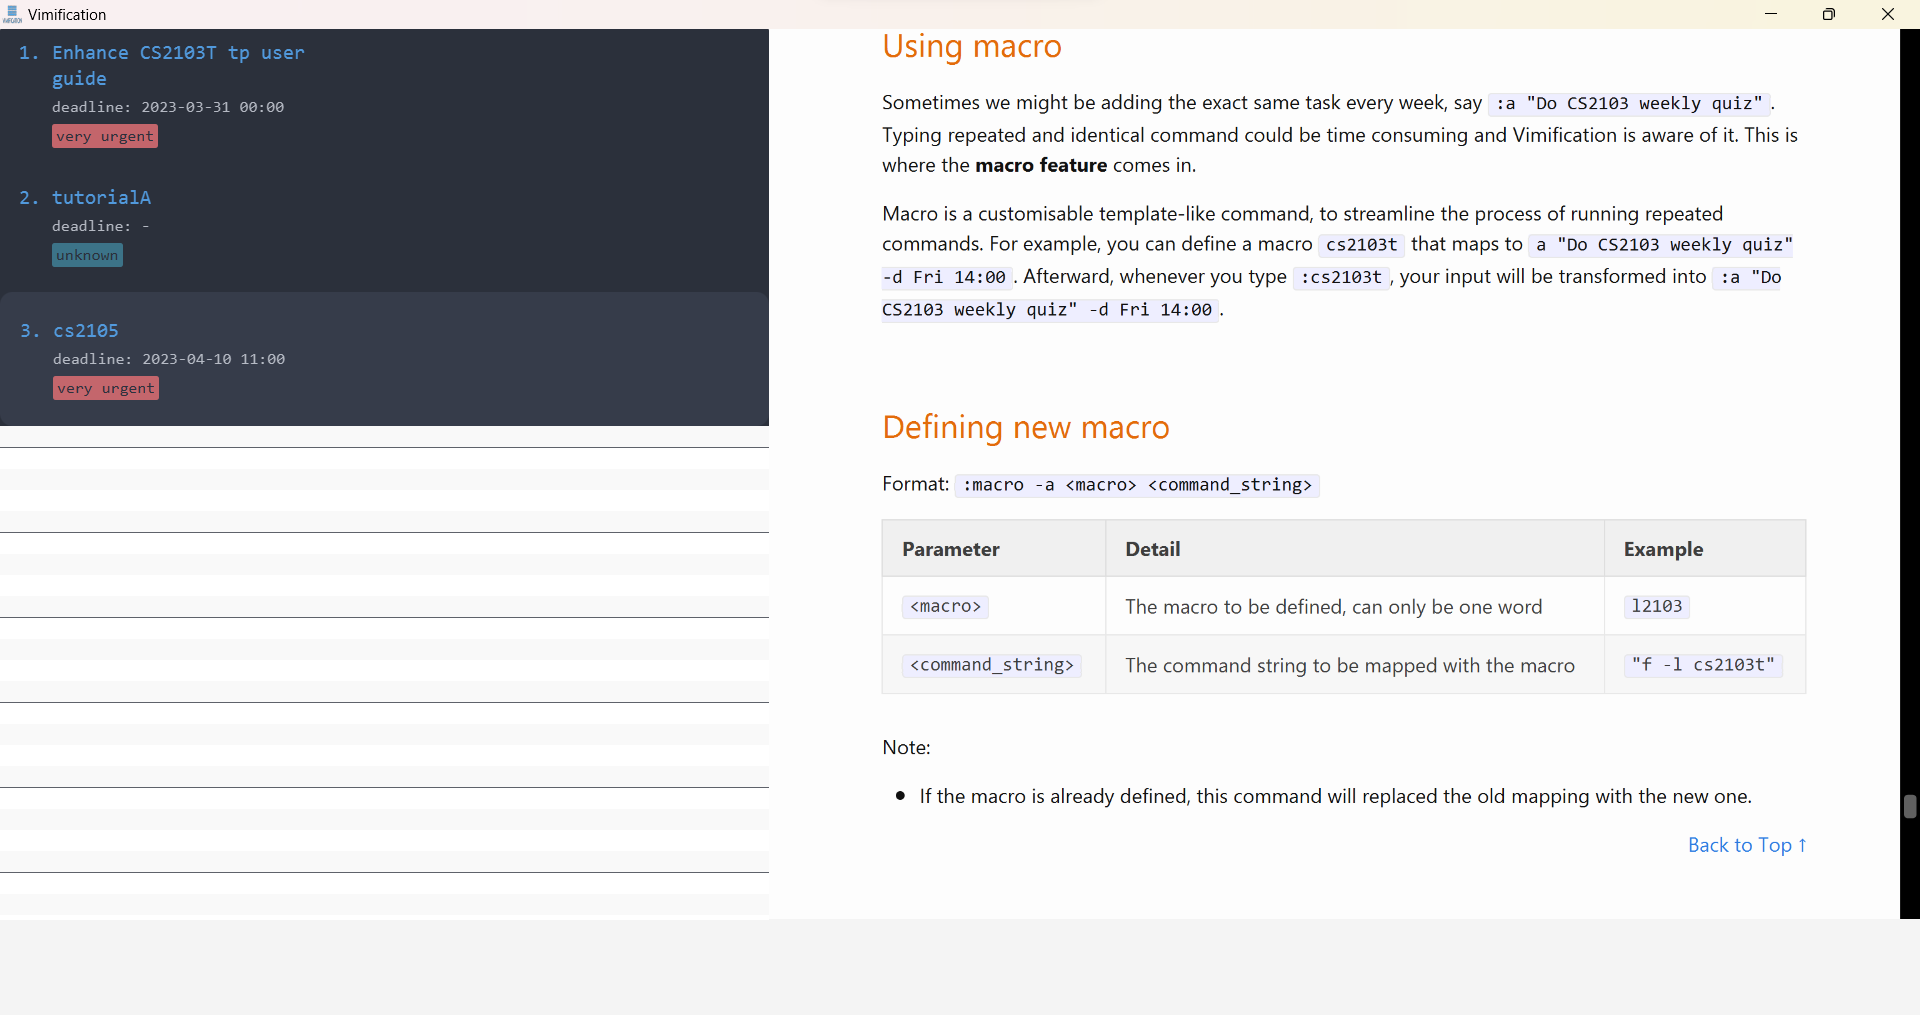 Vimification
1. Enhance CS2103T tp user
guide
deadline: 2023-03-31 00:00
very urgent
2. tutorialA
deadline: -
unknown
3. cs2105
deadline: 2023-04-10 11:00
very urgent
Using macro
Sometimes we might be adding the exact same task every week, say :a "Do CS2103 weekly quiz" .
Typing repeated and identical command could be time consuming and Vimification is aware of it. This is
where the macro feature comes in.
Macro is a customisable template-like command, to streamline the process of running repeated
commands. For example, you can define a macro cs2103t that maps to a "Do CS2103 weekly quiz"
-d Fri 14:00 . Afterward, whenever you type :cs2103t , your input will be transformed into :a "Do
CS2103 weekly quiz" -d Fri 14:00 .
Defining new macro
Format: :macro -a <macro> <command_string>
Parameter Detail Example
<macro> The macro to be defined, can only be one word l2103
<command_string> The command string to be mapped with the macro "f -l cs2103t"
Note:
• If the macro is already defined, this command will replaced the old mapping with the new one.
Back to Top ↑